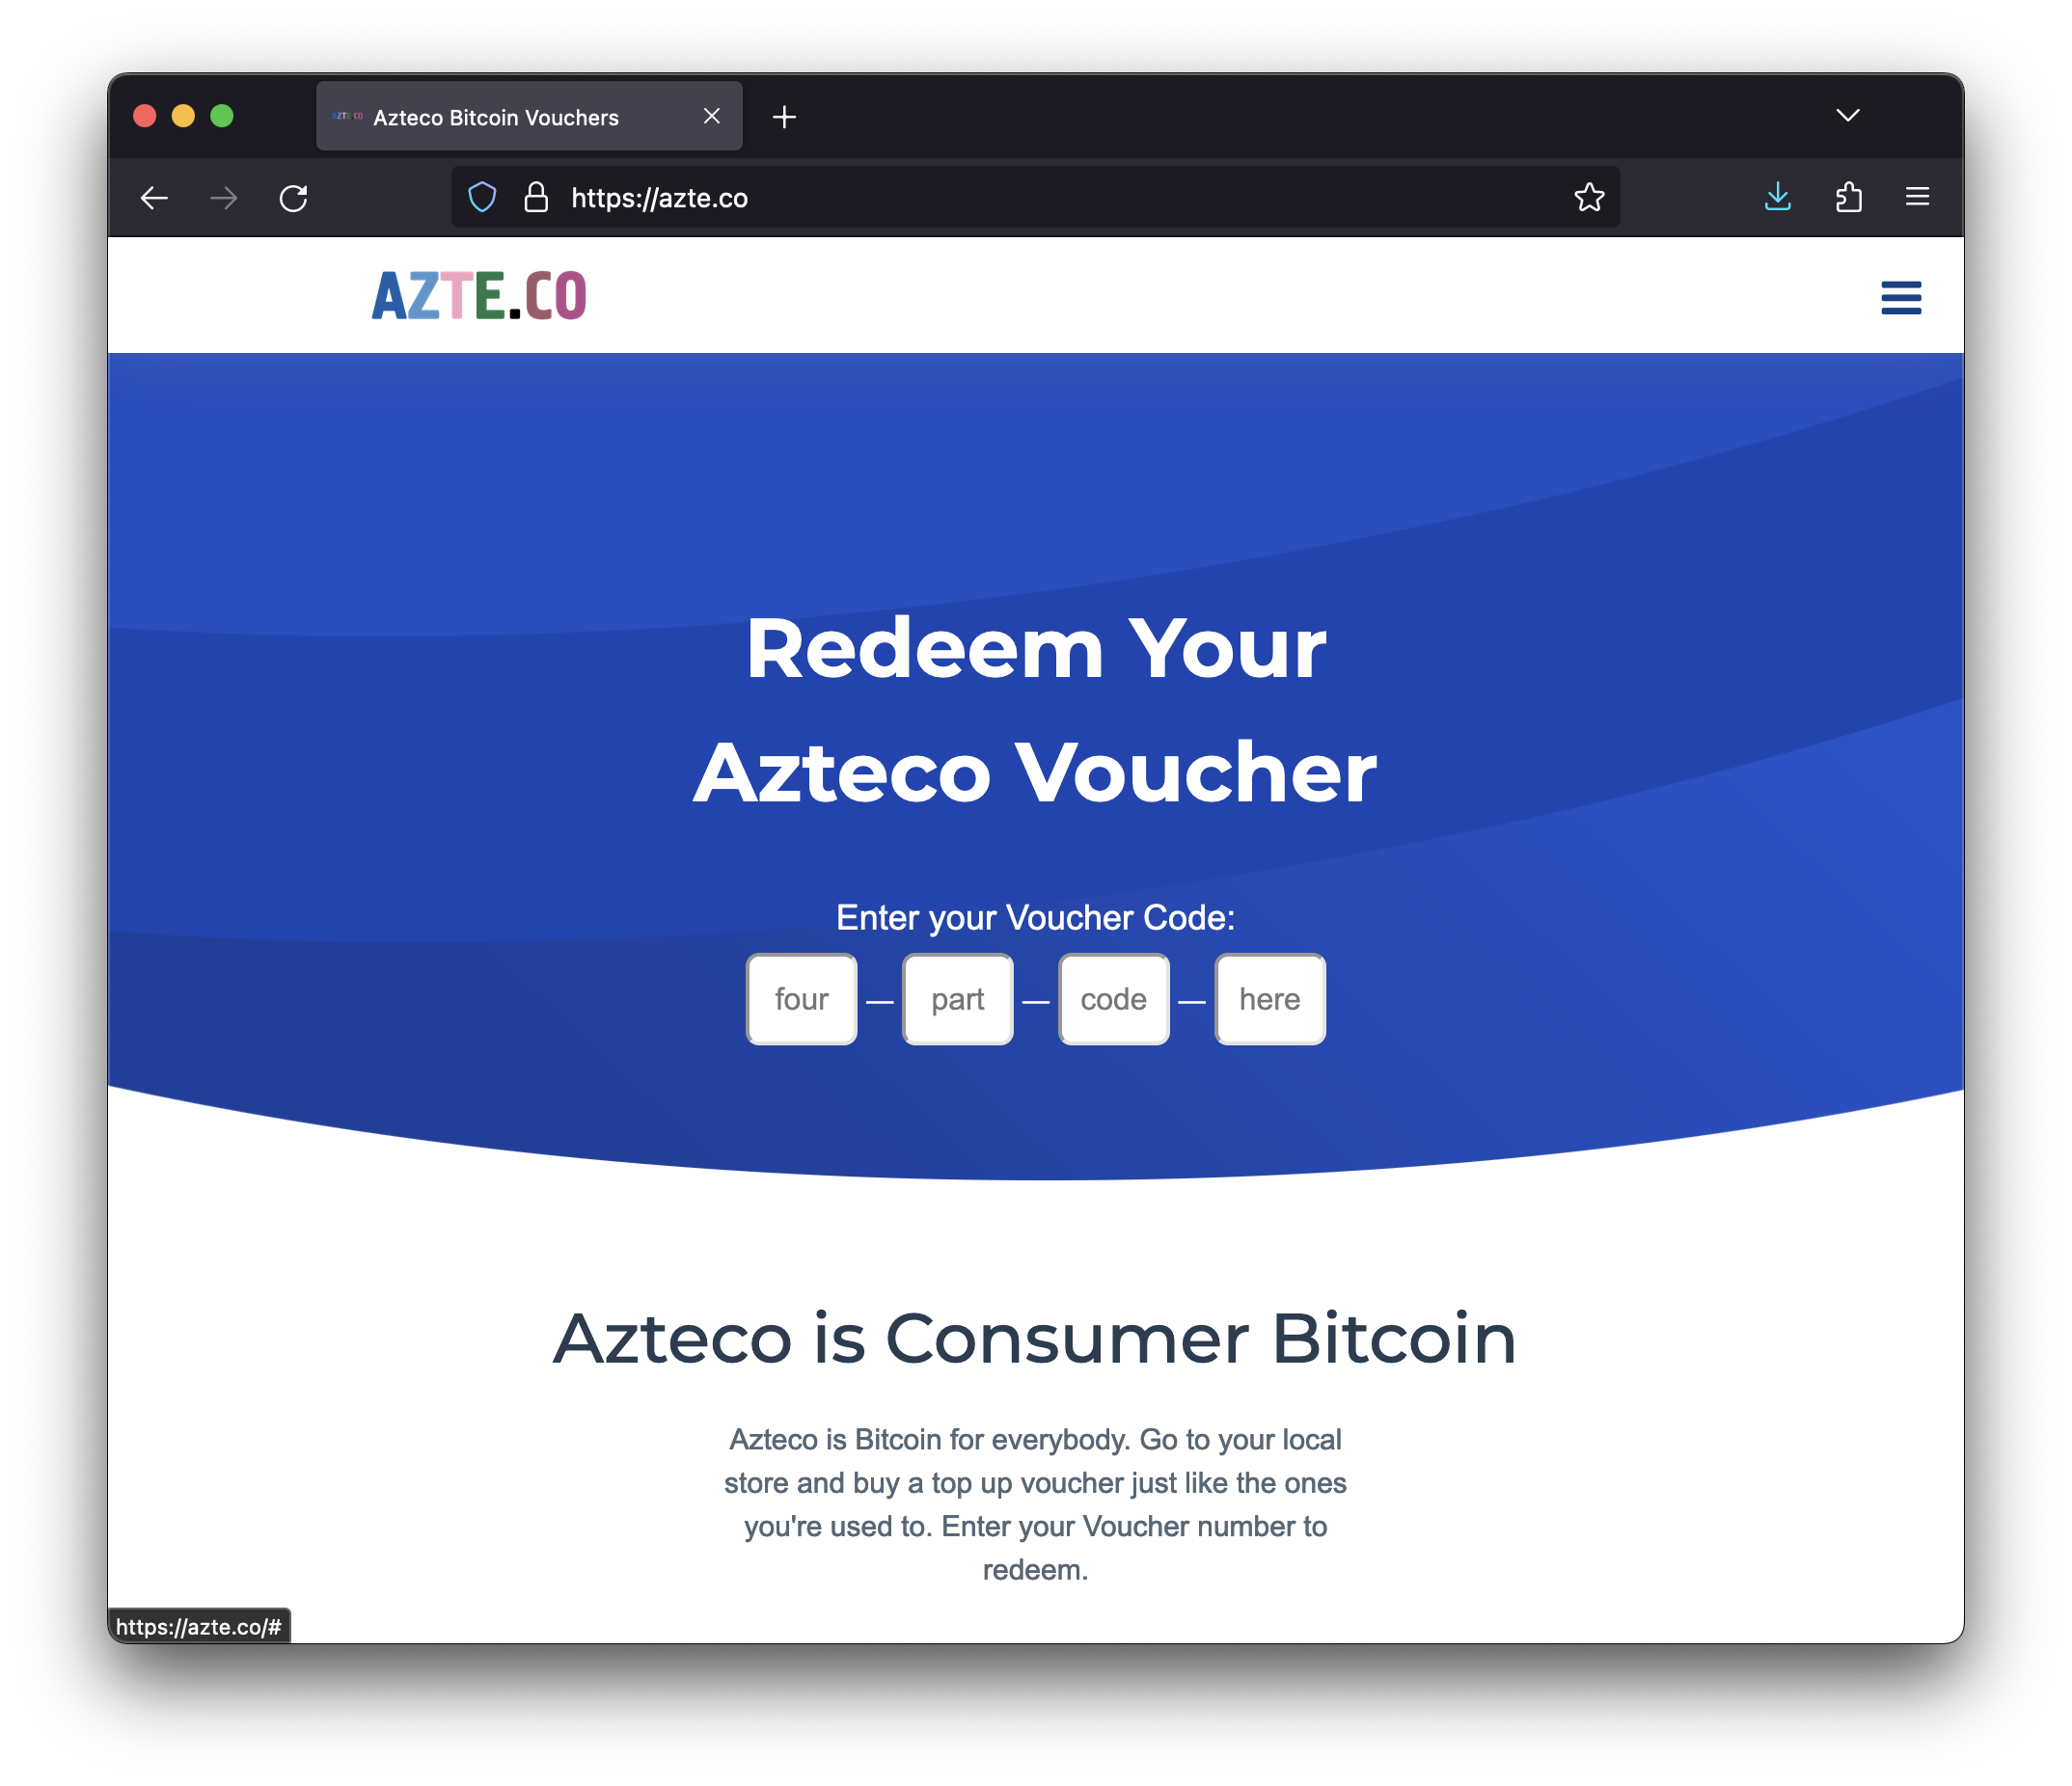 AZTE.CO Azteco Bitcoin Vouchers
https://azte.co
AZTE.CO
Redeem Your
Azteco Voucher
Enter your Voucher Code:
four — part — code — here
Azteco is Consumer Bitcoin
Azteco is Bitcoin for everybody. Go to your local
store and buy a top up voucher just like the ones
you're used to. Enter your Voucher number to
redeem.
https://azte.co/#